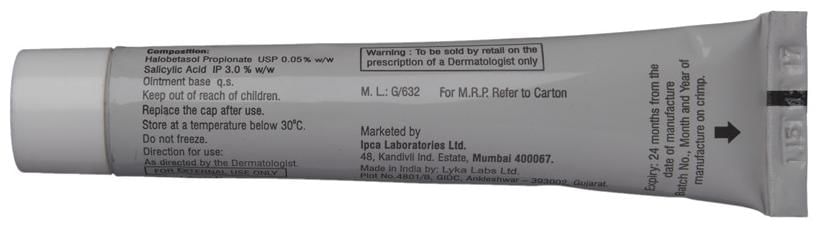 Composition:
Halobetasol Propionate USP 0.05% w/w
Salicylic Acid IP 3.0 % w/w
Ointment base q.s.
Keep out of reach of children.
Replace the cap after use.
Store at a temperature below 30°C.
Do not freeze.
Direction for use:
As directed by the Dermatologist.
FOR EXTERNAL USE ONLY
Warning : To be sold by retail on the
prescription of a Dermatologist only
M. L.: G/632 For M.R.P. Refer to Carton
Marketed by
Ipca Laboratories Ltd.
48, Kandivli Ind. Estate, Mumbai 400067.
Made in India by: Lyka Labs Ltd.
Plot No.4801/B, GIDC, Ankleshwar – 393002, Gujarat.
Expiry: 24 months from the
date of manufacture
Batch No., Month and Year of
manufacture on crimp.